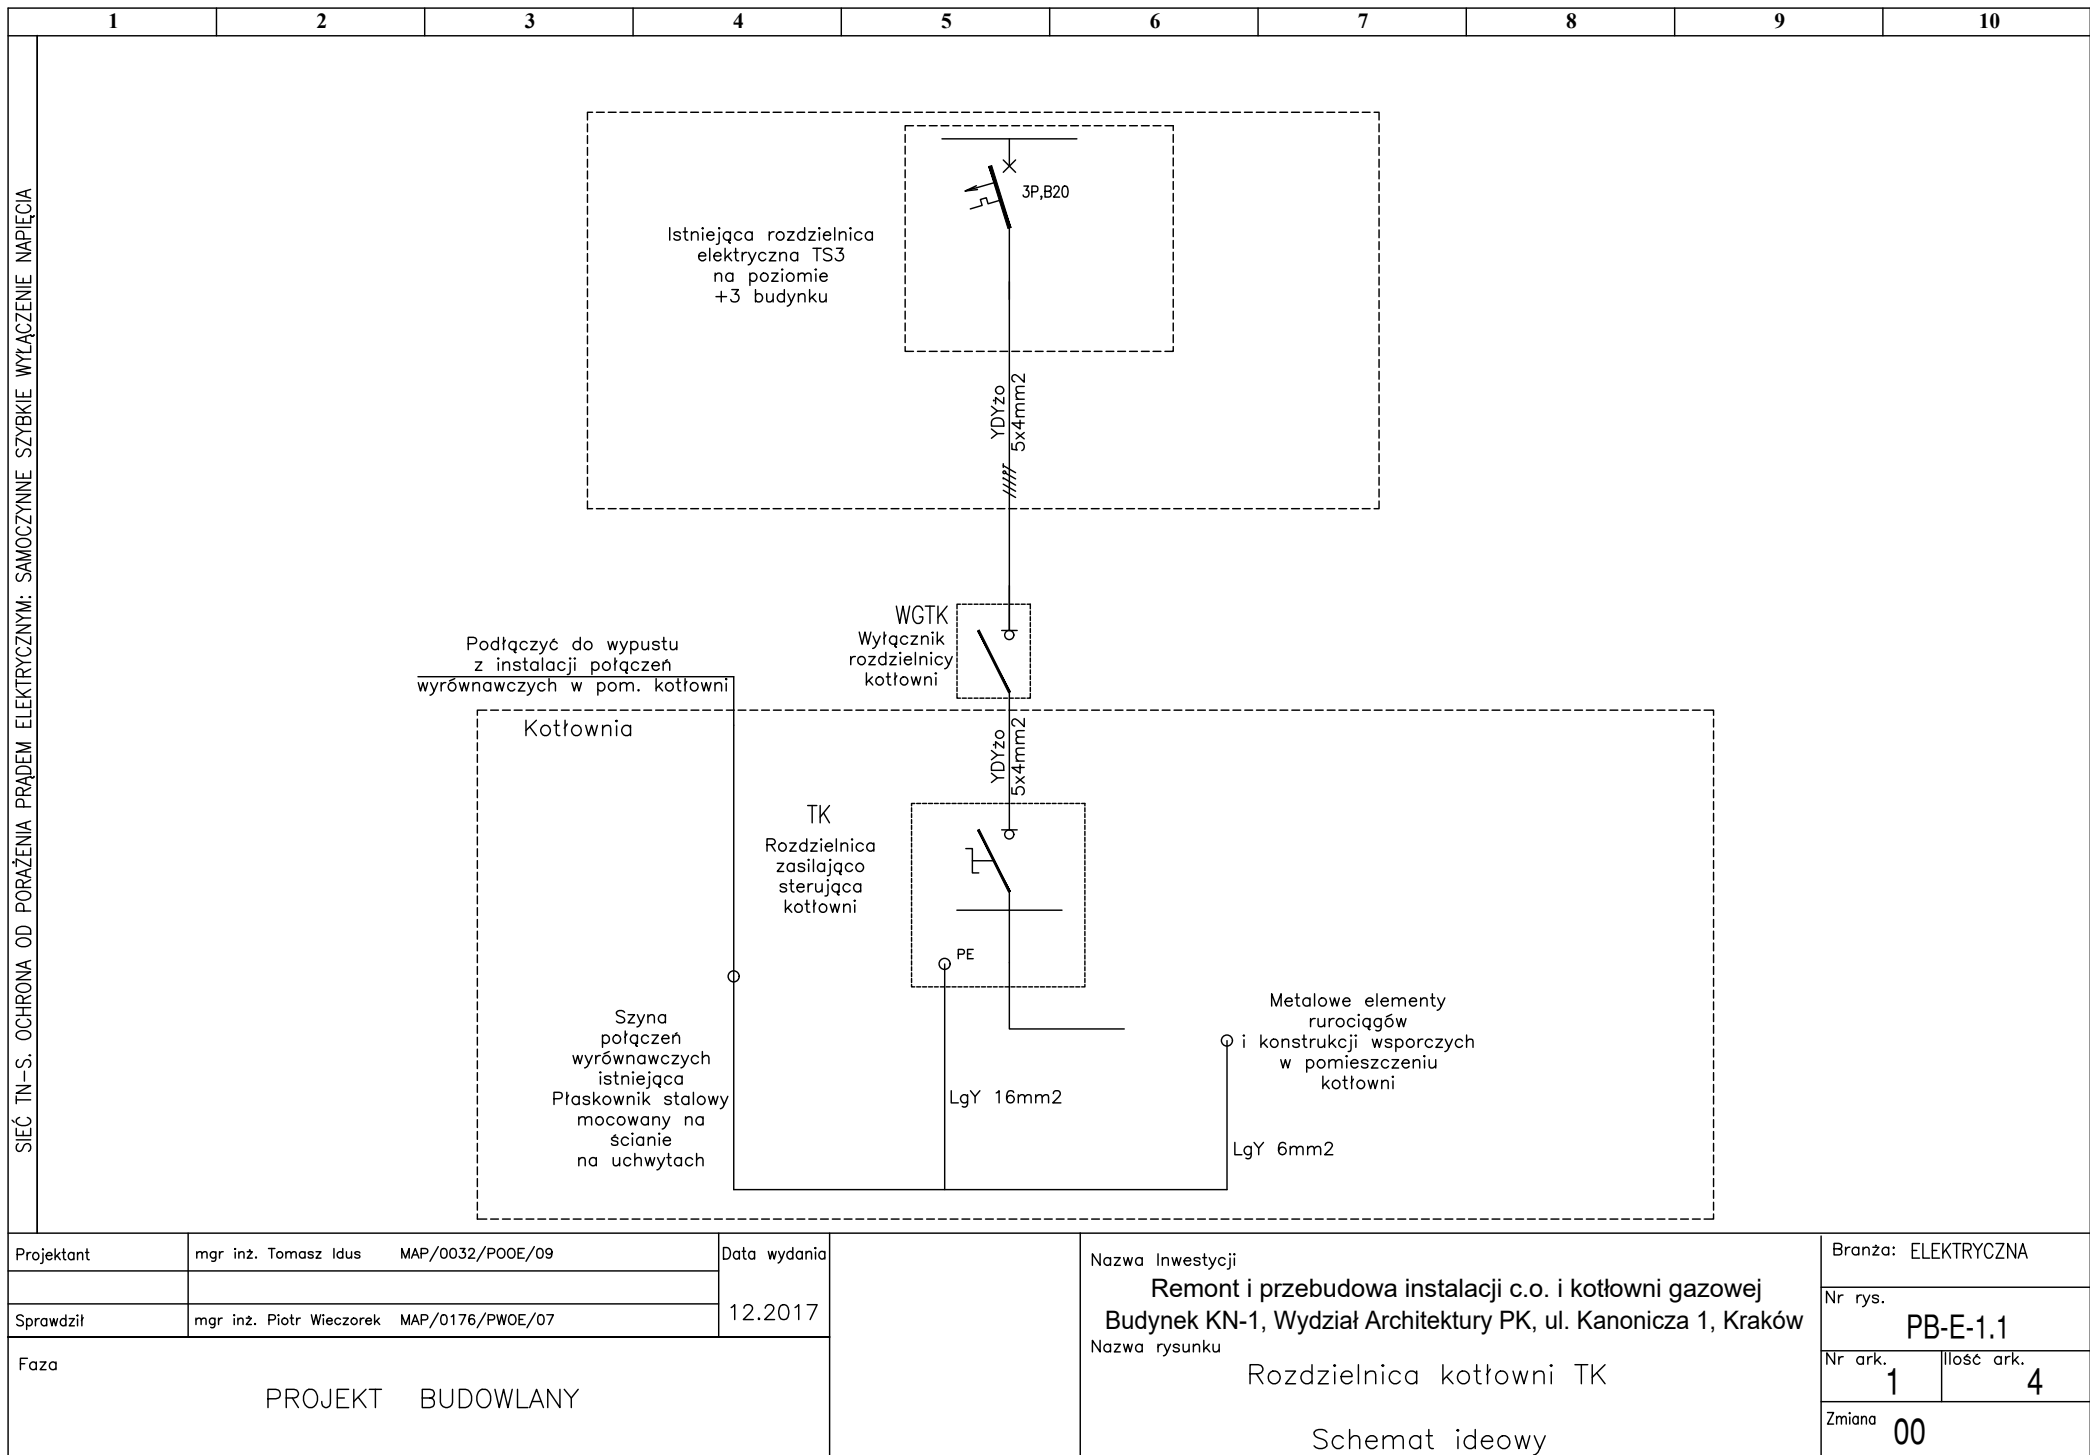 1 2 3 4 5 6 7 8 9 10
SIEĆ TN-S. OCHRONA OD PORAŻENIA PRĄDEM ELEKTRYCZNYM: SAMOCZYNNE SZYBKIE WYŁĄCZENIE NAPIĘCIA
3P,B20
Istniejąca rozdzielnica
elektryczna TS3
na poziomie
+3 budynku
YDYżo
5x4mm2
WGTK
Wyłącznik
rozdzielnicy
kotłowni
Podłączyć do wypustu
z instalacji połączeń
wyrównawczych w pom. kotłowni
Kotłownia
YDYżo
5x4mm2
TK
Rozdzielnica
zasilająco
sterująca
kotłowni
PE
Szyna
połączeń
wyrównawczych
istniejąca
Płaskownik stalowy
mocowany na
ścianie
na uchwytach
LgY 16mm2
Metalowe elementy
rurociągów
i konstrukcji wsporczych
w pomieszczeniu
kotłowni
LgY 6mm2
Projektant mgr inż. Tomasz Idus MAP/0032/POOE/09
Sprawdził mgr inż. Piotr Wieczorek MAP/0176/PWOE/07
Data wydania
12.2017
Faza
PROJEKT BUDOWLANY
Nazwa Inwestycji
Remont i przebudowa instalacji c.o. i kotłowni gazowej
Budynek KN-1, Wydział Architektury PK, ul. Kanonicza 1, Kraków
Nazwa rysunku
Rozdzielnica kotłowni TK
Schemat ideowy
Branża: ELEKTRYCZNA
Nr rys.
PB-E-1.1
Nr ark. Ilość ark.
1 4
Zmiana 00